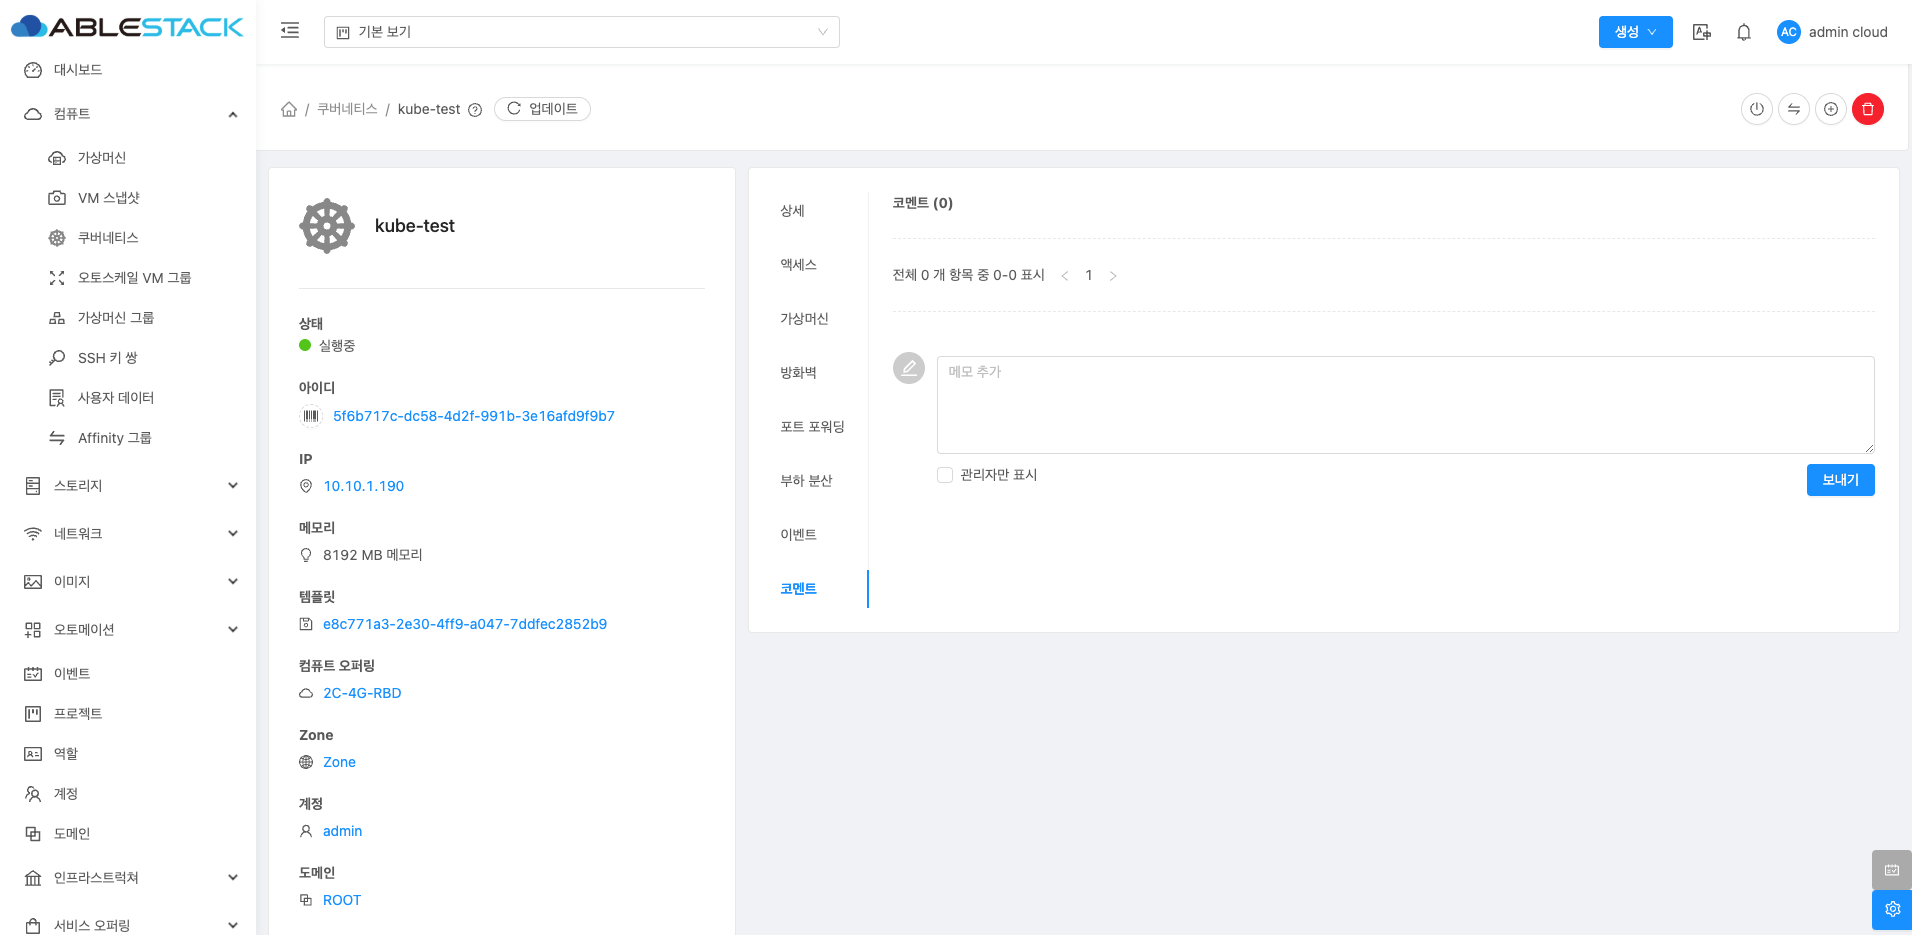 ABLESTACK
기본 보기
생성
AC
admin cloud
대시보드
컴퓨트
가상머신
VM 스냅샷
쿠버네티스
오토스케일 VM 그룹
가상머신 그룹
SSH 키 쌍
사용자 데이터
Affinity 그룹
스토리지
네트워크
이미지
오토메이션
이벤트
프로젝트
역할
계정
도메인
인프라스트럭쳐
서비스 오퍼링
/ 쿠버네티스 / kube-test
업데이트
kube-test
상태
실행중
아이디
5f6b717c-dc58-4d2f-991b-3e16afd9f9b7
IP
10.10.1.190
메모리
8192 MB 메모리
템플릿
e8c771a3-2e30-4ff9-a047-7ddfec2852b9
컴퓨트 오퍼링
2C-4G-RBD
Zone
Zone
계정
admin
도메인
ROOT
상세
액세스
가상머신
방화벽
포트 포워딩
부하 분산
이벤트
코멘트
코멘트 (0)
전체 0 개 항목 중 0-0 표시 < 1 >
메모 추가
관리자만 표시
보내기